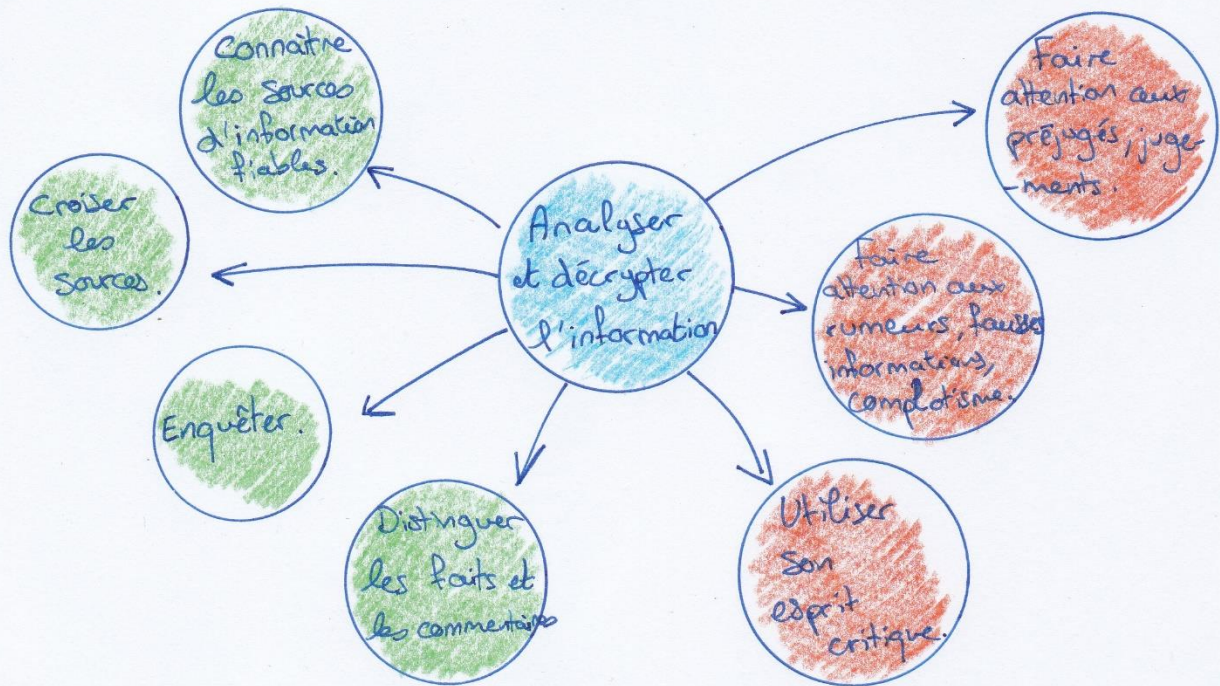 Connaître
les sources
d'information
fiables.
Croiser
les
sources.
Enquêter.
Distinguer
les faits et
les commentaires
Analyser
et décrypter
l'information
Faire
attention aux
préjugés, juge-
-ments.
Faire
attention aux
rumeurs, fausses
informations,
complotisme.
Utiliser
son
esprit
critique.